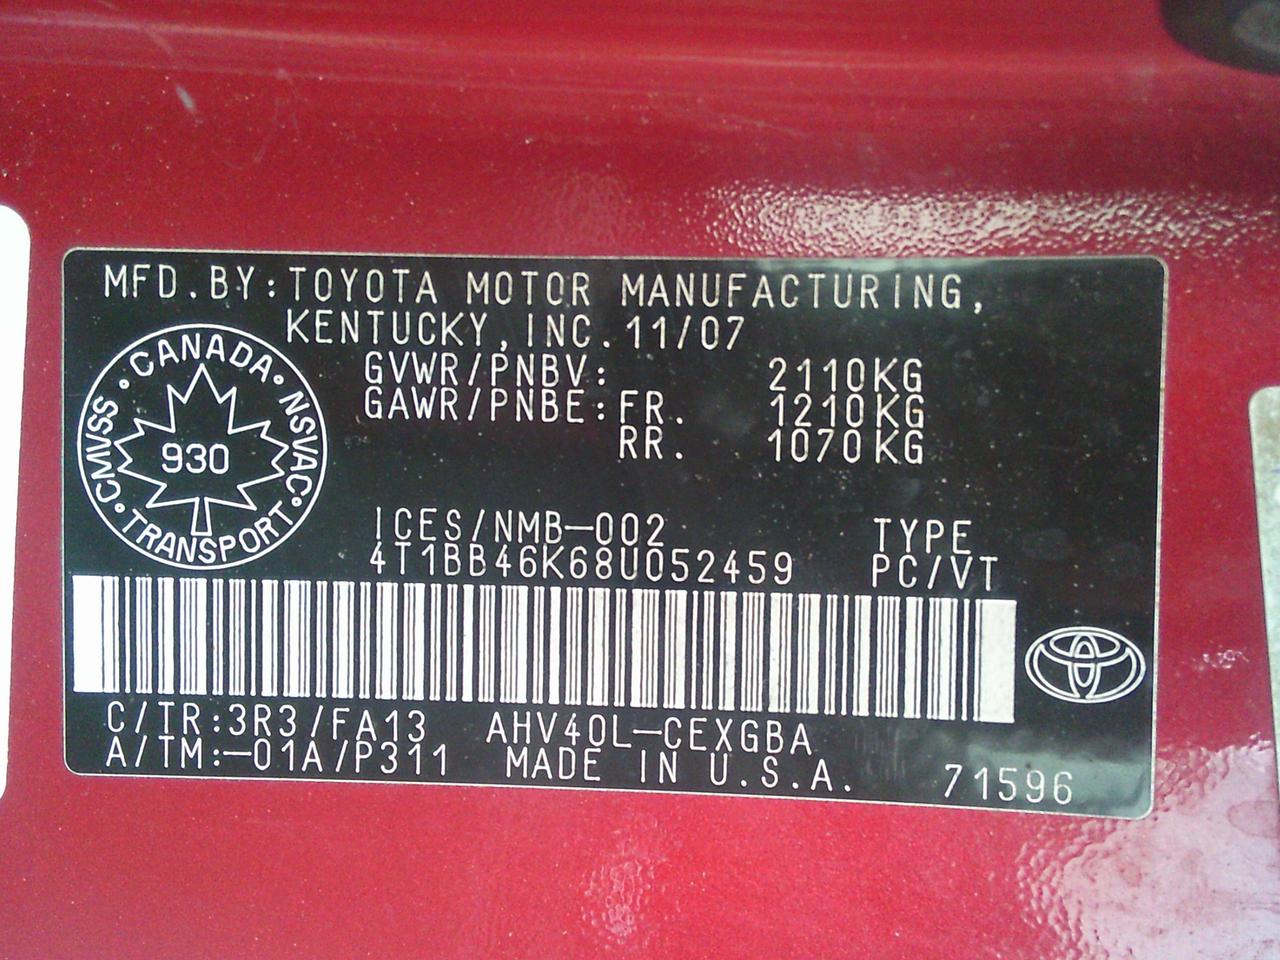 MFD.BY:TOYOTA MOTOR MANUFACTURING,
KENTUCKY,INC.11/07
GVWR/PNBV: 2110KG
GAWR/PNBE:FR. 1210KG
RR. 1070KG
CANADA · NSVAC · TRANSPORT · CMVSS ·
930
ICES/NMB-002 TYPE
4T1BB46K68U052459 PC/VT
C/TR:3R3/FA13 AHV40L-CEXGBA
A/TM:-01A/P311 MADE IN U.S.A. 71596